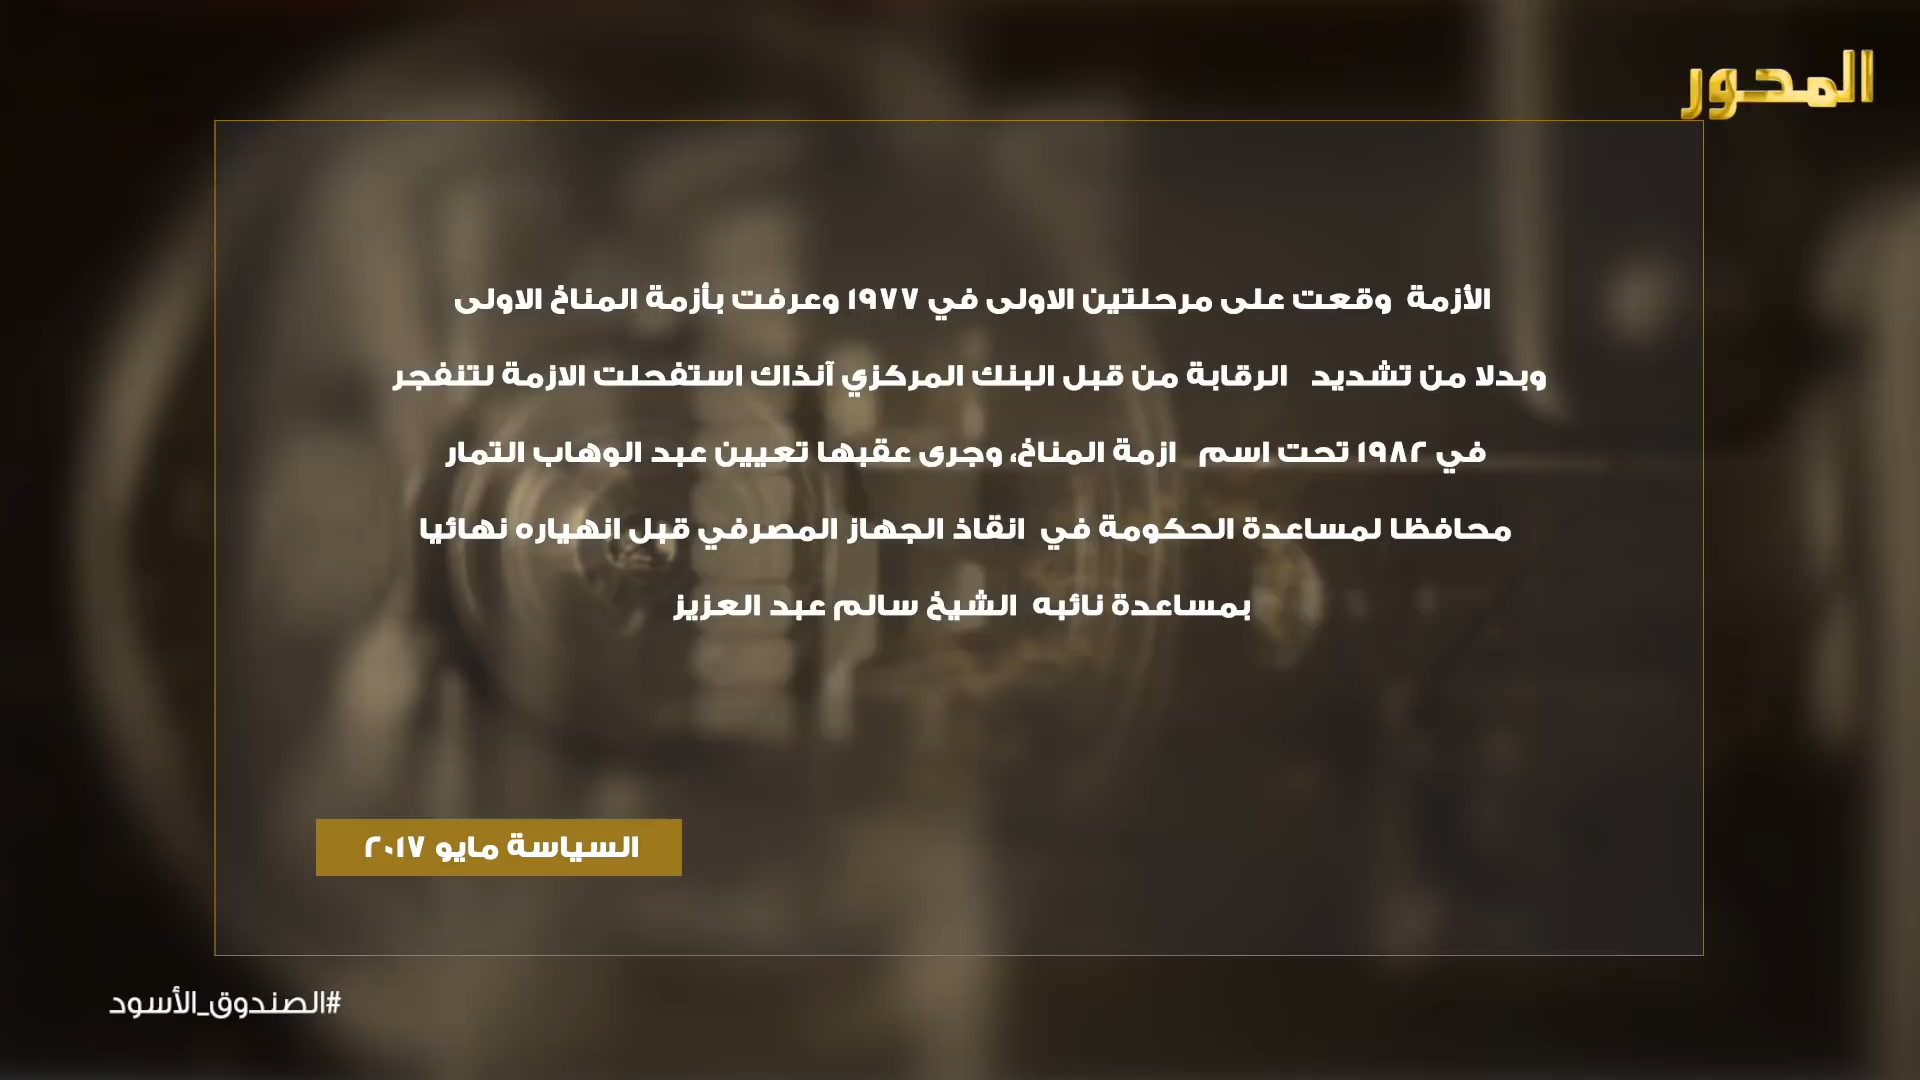 المحور
الأزمة وقعت على مرحلتين الاولى في ١٩٧٧ وعرفت بأزمة المناخ الاولى
وبدلا من تشديد الرقابة من قبل البنك المركزي آنذاك استفحلت الازمة لتنفجر
في ١٩٨٢ تحت اسم ازمة المناخ، وجرى عقبها تعيين عبد الوهاب التمار
محافظا لمساعدة الحكومة في انقاذ الجهاز المصرفي قبل انهياره نهائيا
بمساعدة نائبه الشيخ سالم عبد العزيز
السياسة مايو ٢٠١٧
#الصندوق_الأسود